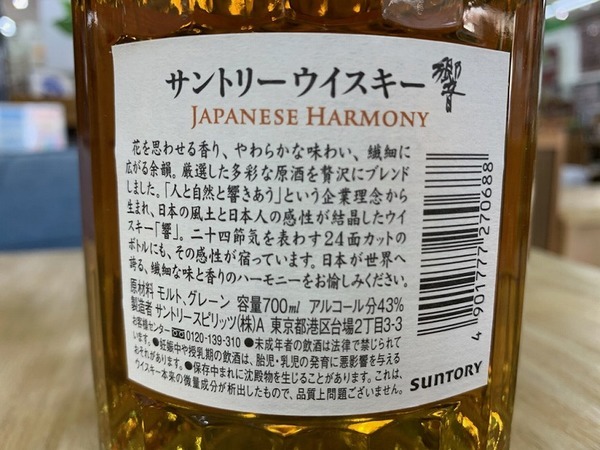 サントリーウイスキー 響
JAPANESE HARMONY
花を思わせる香り、やわらかな味わい、繊細に
広がる余韻。厳選した多彩な原酒を贅沢にブレンド
しました。「人と自然と響きあう」という企業理念から
生まれ、日本の風土と日本人の感性が結晶したウイ
スキー「響」。二十四節気を表わす24面カットの
ボトルにも、その感性が宿っています。日本が世界へ
誇る、繊細な味と香りのハーモニーをお愉しみください。
原材料 モルト、グレーン 容量700ml アルコール分43%
製造者 サントリースピリッツ(株)A 東京都港区台場2丁目3-3
お客様センター 0120-139-310 ●未成年者の飲酒は法律で禁じられて
います。●妊娠中や授乳期の飲酒は、胎児・乳児の発育に悪影響を与える
おそれがあります。●保存中まれに沈殿物を生じることがあります。これは、
ウイスキー本来の微量成分が析出したもので、品質上問題ございません。
SUNTORY
4 901777 270688